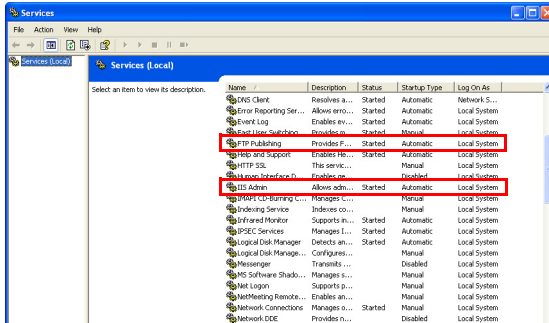 Services
File Action View Help
Services (Local)
Services (Local)
Select an item to view its description.
Name / Description Status Startup Type Log On As
DNS Client Resolves a... Started Automatic Network S...
Error Reporting Ser... Allows erro... Started Automatic Local System
Event Log Enables ev... Started Automatic Local System
Fast User Switching Provides m... Manual Local System
FTP Publishing Provides F... Started Automatic Local System
Help and Support Enables He... Started Automatic Local System
HTTP SSL This servic... Manual Local System
Human Interface D... Enables ge... Disabled Local System
IIS Admin Allows adm... Started Automatic Local System
IMAPI CD-Burning C... Manages C... Manual Local System
Indexing Service Indexes co... Manual Local System
Infrared Monitor Supports in... Started Automatic Local System
IPSEC Services Manages I... Started Automatic Local System
Logical Disk Manager Detects an... Started Automatic Local System
Logical Disk Manage... Configures... Manual Local System
Messenger Transmits ... Disabled Local System
MS Software Shado... Manages s... Manual Local System
Net Logon Supports p... Manual Local System
NetMeeting Remote... Enables an... Manual Local System
Network Connections Manages o... Started Manual Local System
Network DDE Provides n... Disabled Local System